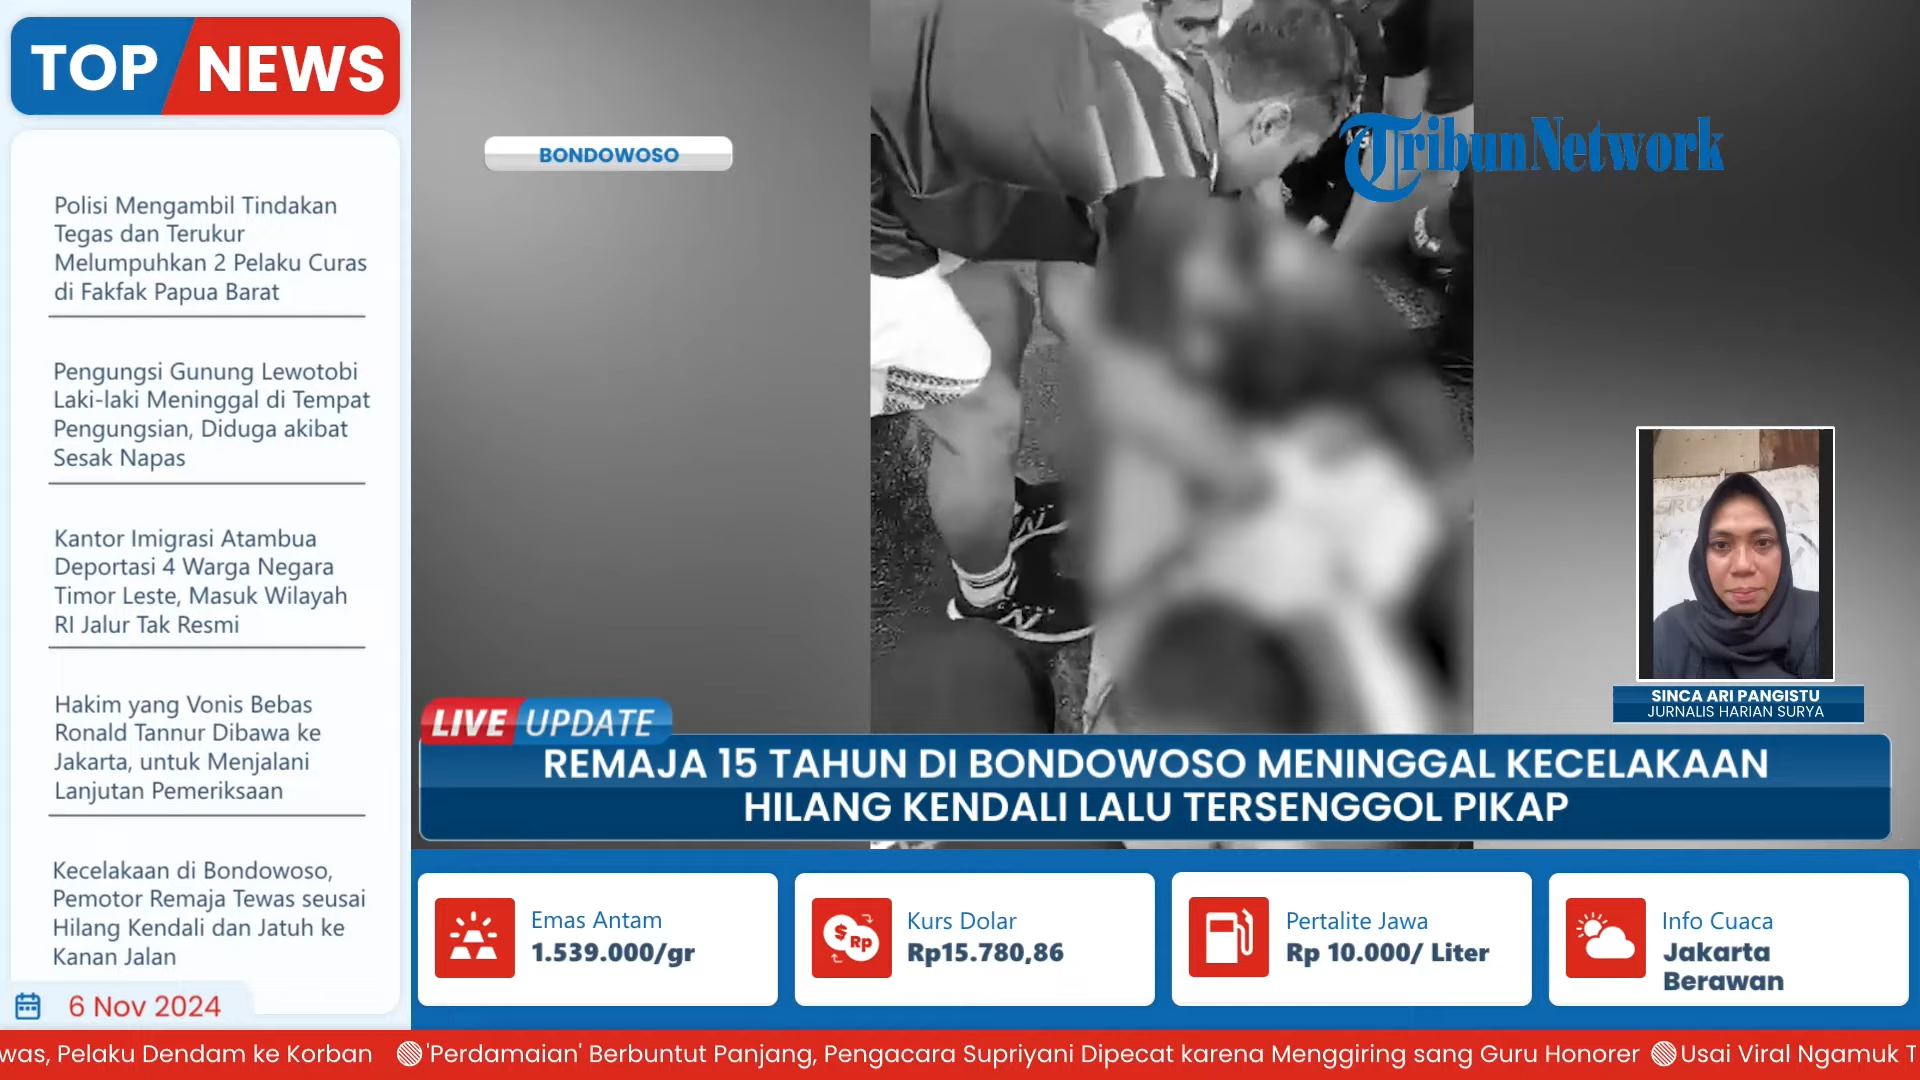 TOP NEWS
Polisi Mengambil Tindakan
Tegas dan Terukur
Melumpuhkan 2 Pelaku Curas
di Fakfak Papua Barat
Pengungsi Gunung Lewotobi
Laki-laki Meninggal di Tempat
Pengungsian, Diduga akibat
Sesak Napas
Kantor Imigrasi Atambua
Deportasi 4 Warga Negara
Timor Leste, Masuk Wilayah
RI Jalur Tak Resmi
Hakim yang Vonis Bebas
Ronald Tannur Dibawa ke
Jakarta, untuk Menjalani
Lanjutan Pemeriksaan
Kecelakaan di Bondowoso,
Pemotor Remaja Tewas seusai
Hilang Kendali dan Jatuh ke
Kanan Jalan
6 Nov 2024
BONDOWOSO
TribunNetwork
SINCA ARI PANGISTU
JURNALIS HARIAN SURYA
LIVE UPDATE
REMAJA 15 TAHUN DI BONDOWOSO MENINGGAL KECELAKAAN
HILANG KENDALI LALU TERSENGGOL PIKAP
Emas Antam
1.539.000/gr
$ Rp
Kurs Dolar
Rp15.780,86
Pertalite Jawa
Rp 10.000/ Liter
Info Cuaca
Jakarta
Berawan
was, Pelaku Dendam ke Korban 'Perdamaian' Berbuntut Panjang, Pengacara Supriyani Dipecat karena Menggiring sang Guru Honorer Usai Viral Ngamuk T